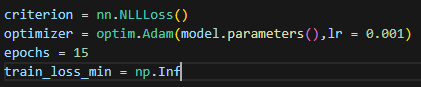 criterion = nn.NLLLoss()
optimizer = optim.Adam(model.parameters(),lr = 0.001)
epochs = 15
train_loss_min = np.Inf